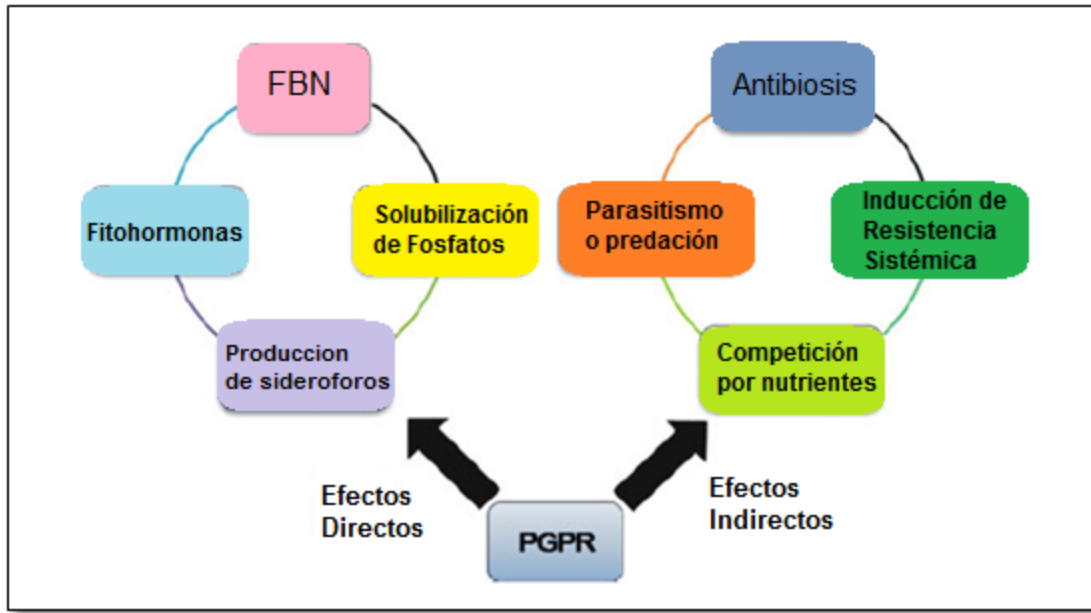 FBN
Fitohormonas
Solubilización
de Fosfatos
Produccion
de sideroforos
Antibiosis
Parasitismo
o predación
Inducción de
Resistencia
Sistémica
Competición
por nutrientes
Efectos
Directos
Efectos
Indirectos
PGPR